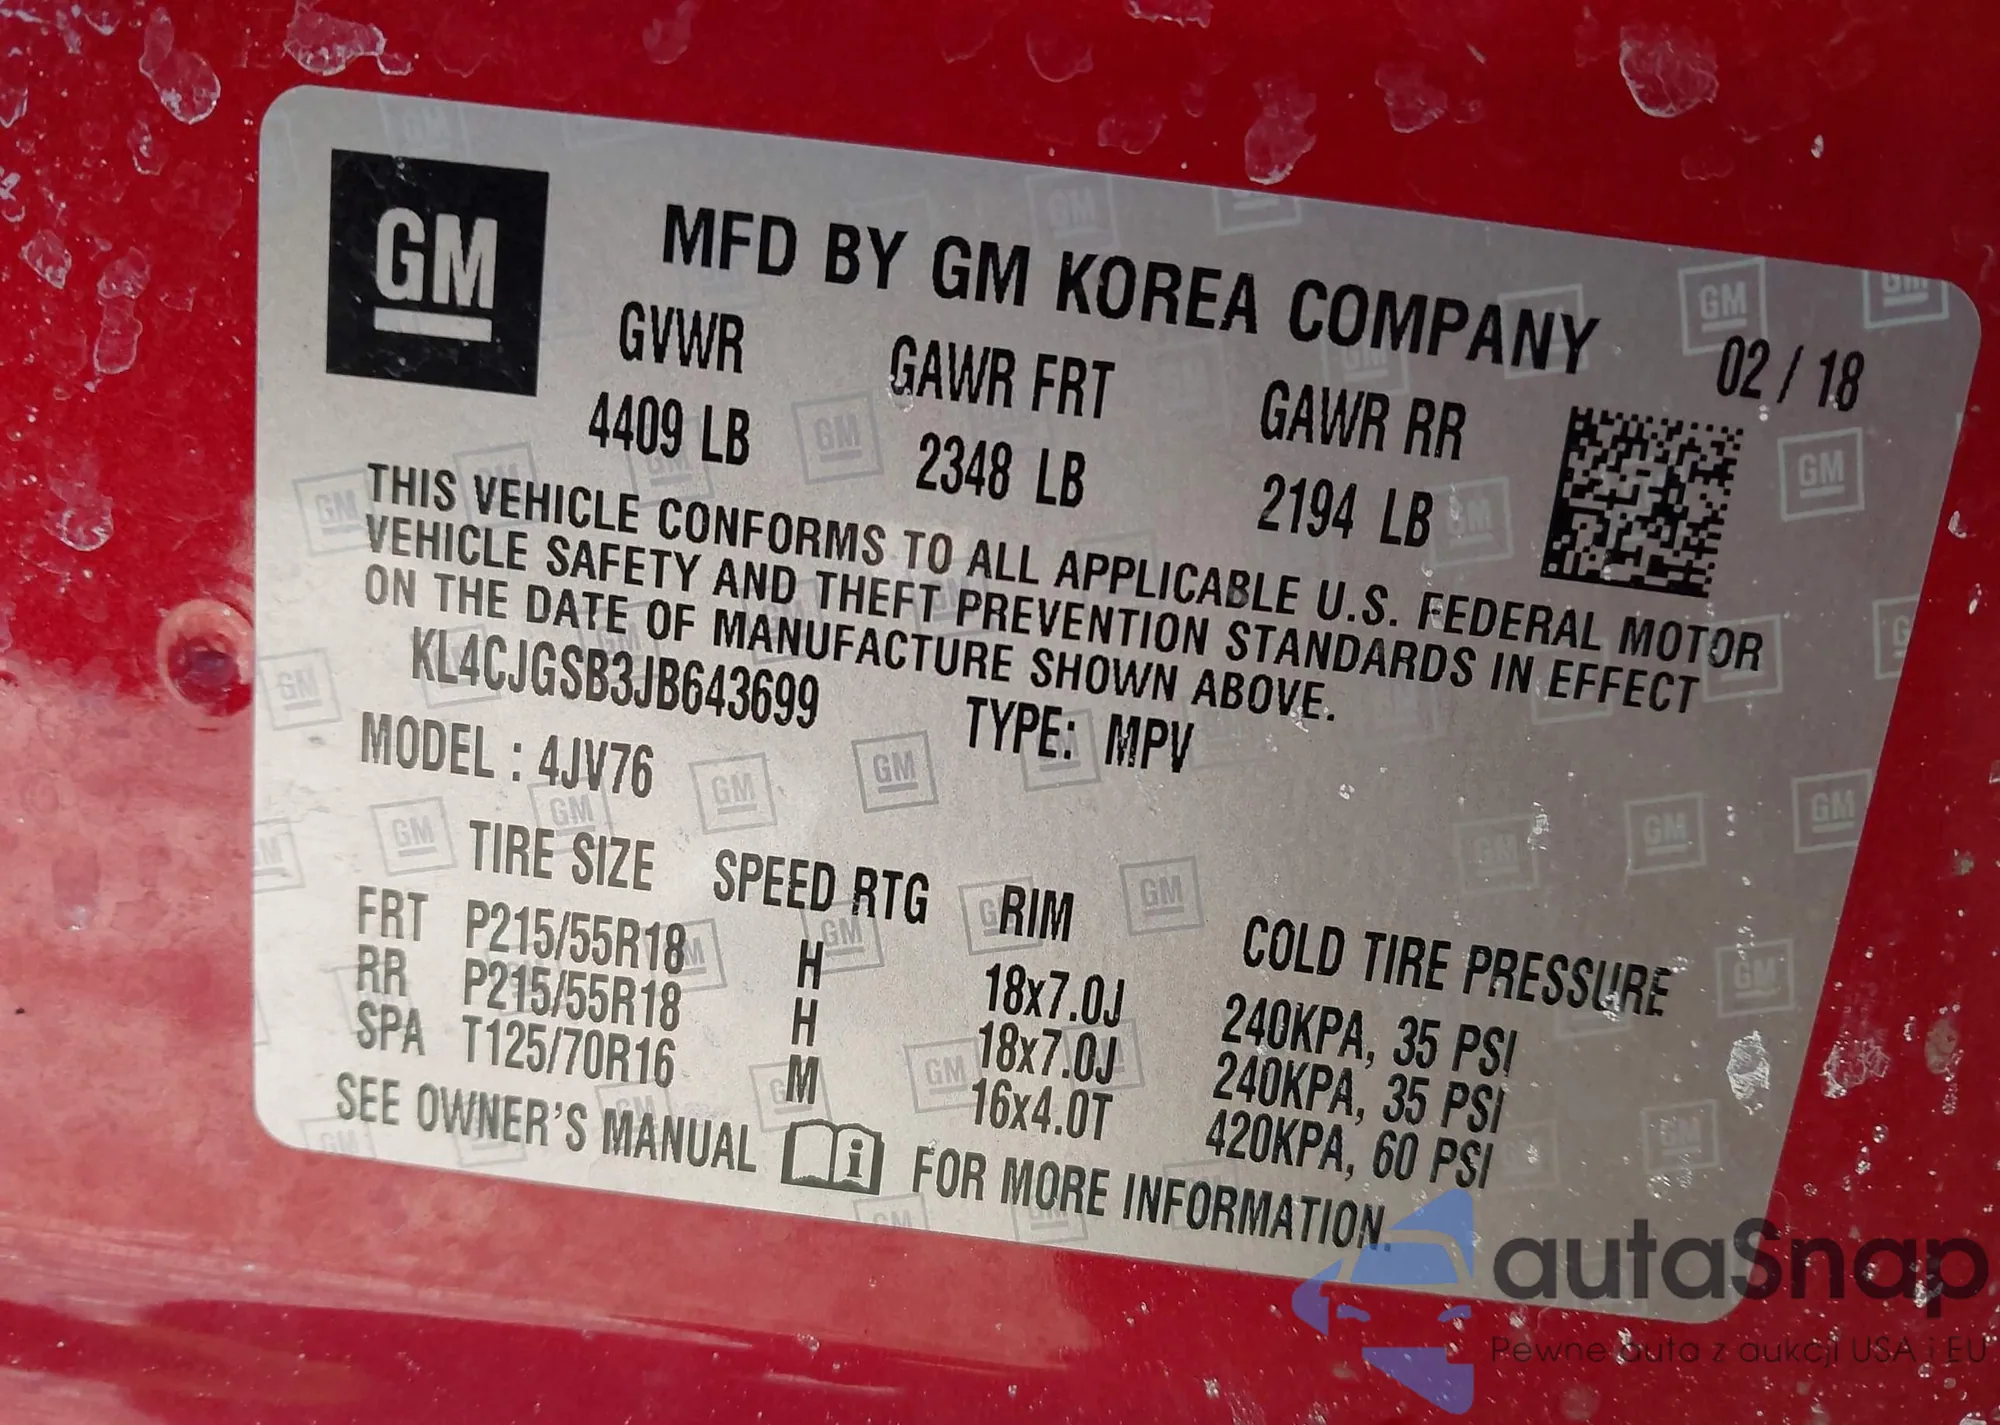 GM
MFD BY GM KOREA COMPANY
02 / 18
GVWR GAWR FRT GAWR RR
4409 LB 2348 LB 2194 LB
THIS VEHICLE CONFORMS TO ALL APPLICABLE U.S. FEDERAL MOTOR
VEHICLE SAFETY AND THEFT PREVENTION STANDARDS IN EFFECT
ON THE DATE OF MANUFACTURE SHOWN ABOVE.
KL4CJGSB3JB643699 TYPE: MPV
MODEL : 4JV76
TIRE SIZE SPEED RTG RIM COLD TIRE PRESSURE
FRT P215/55R18 H 18x7.0J 240KPA, 35 PSI
RR P215/55R18 H 18x7.0J 240KPA, 35 PSI
SPA T125/70R16 M 16x4.0T 420KPA, 60 PSI
SEE OWNER'S MANUAL i FOR MORE INFORMATION.
autaSnap
Pewne auta z aukcji USA i EU